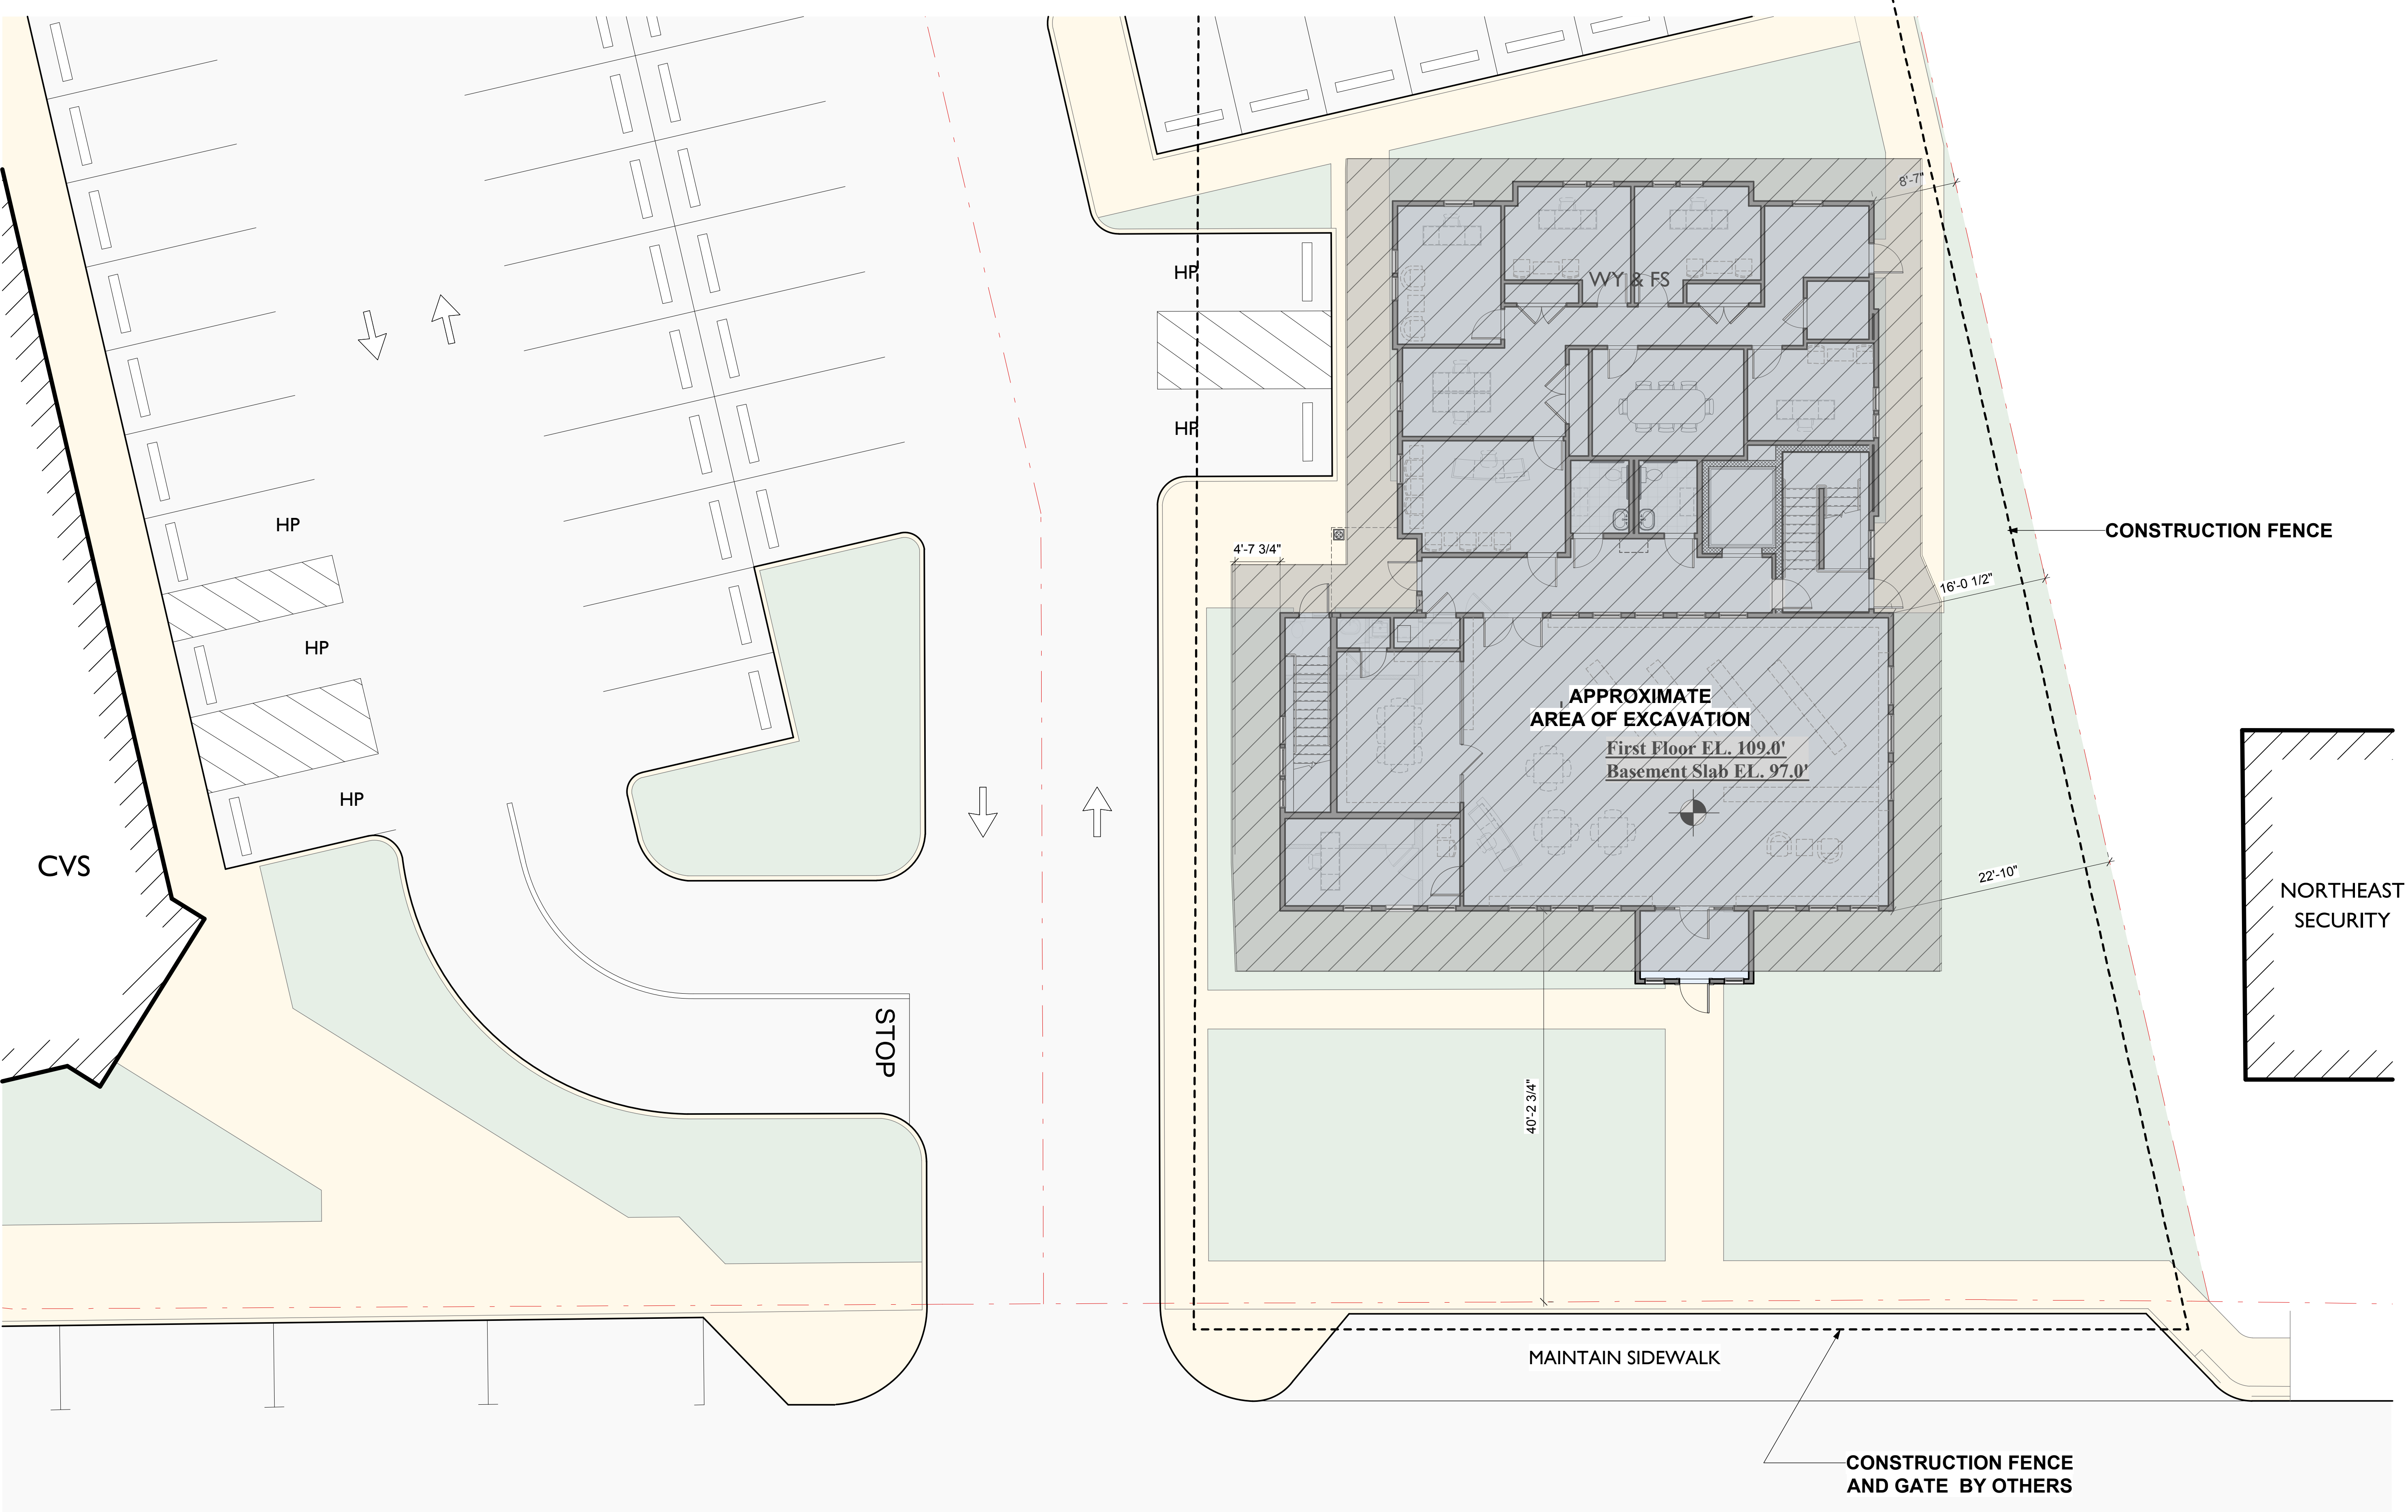 8'-7"
HP
WY & FS
HP
HP
CONSTRUCTION FENCE
4'-7 3/4"
16'-0 1/2"
HP
APPROXIMATE
AREA OF EXCAVATION
First Floor EL. 109.0'
Basement Slab EL. 97.0'
HP
CVS
22'-10"
NORTHEAST
SECURITY
STOP
40'-2 3/4"
MAINTAIN SIDEWALK
CONSTRUCTION FENCE
AND GATE BY OTHERS